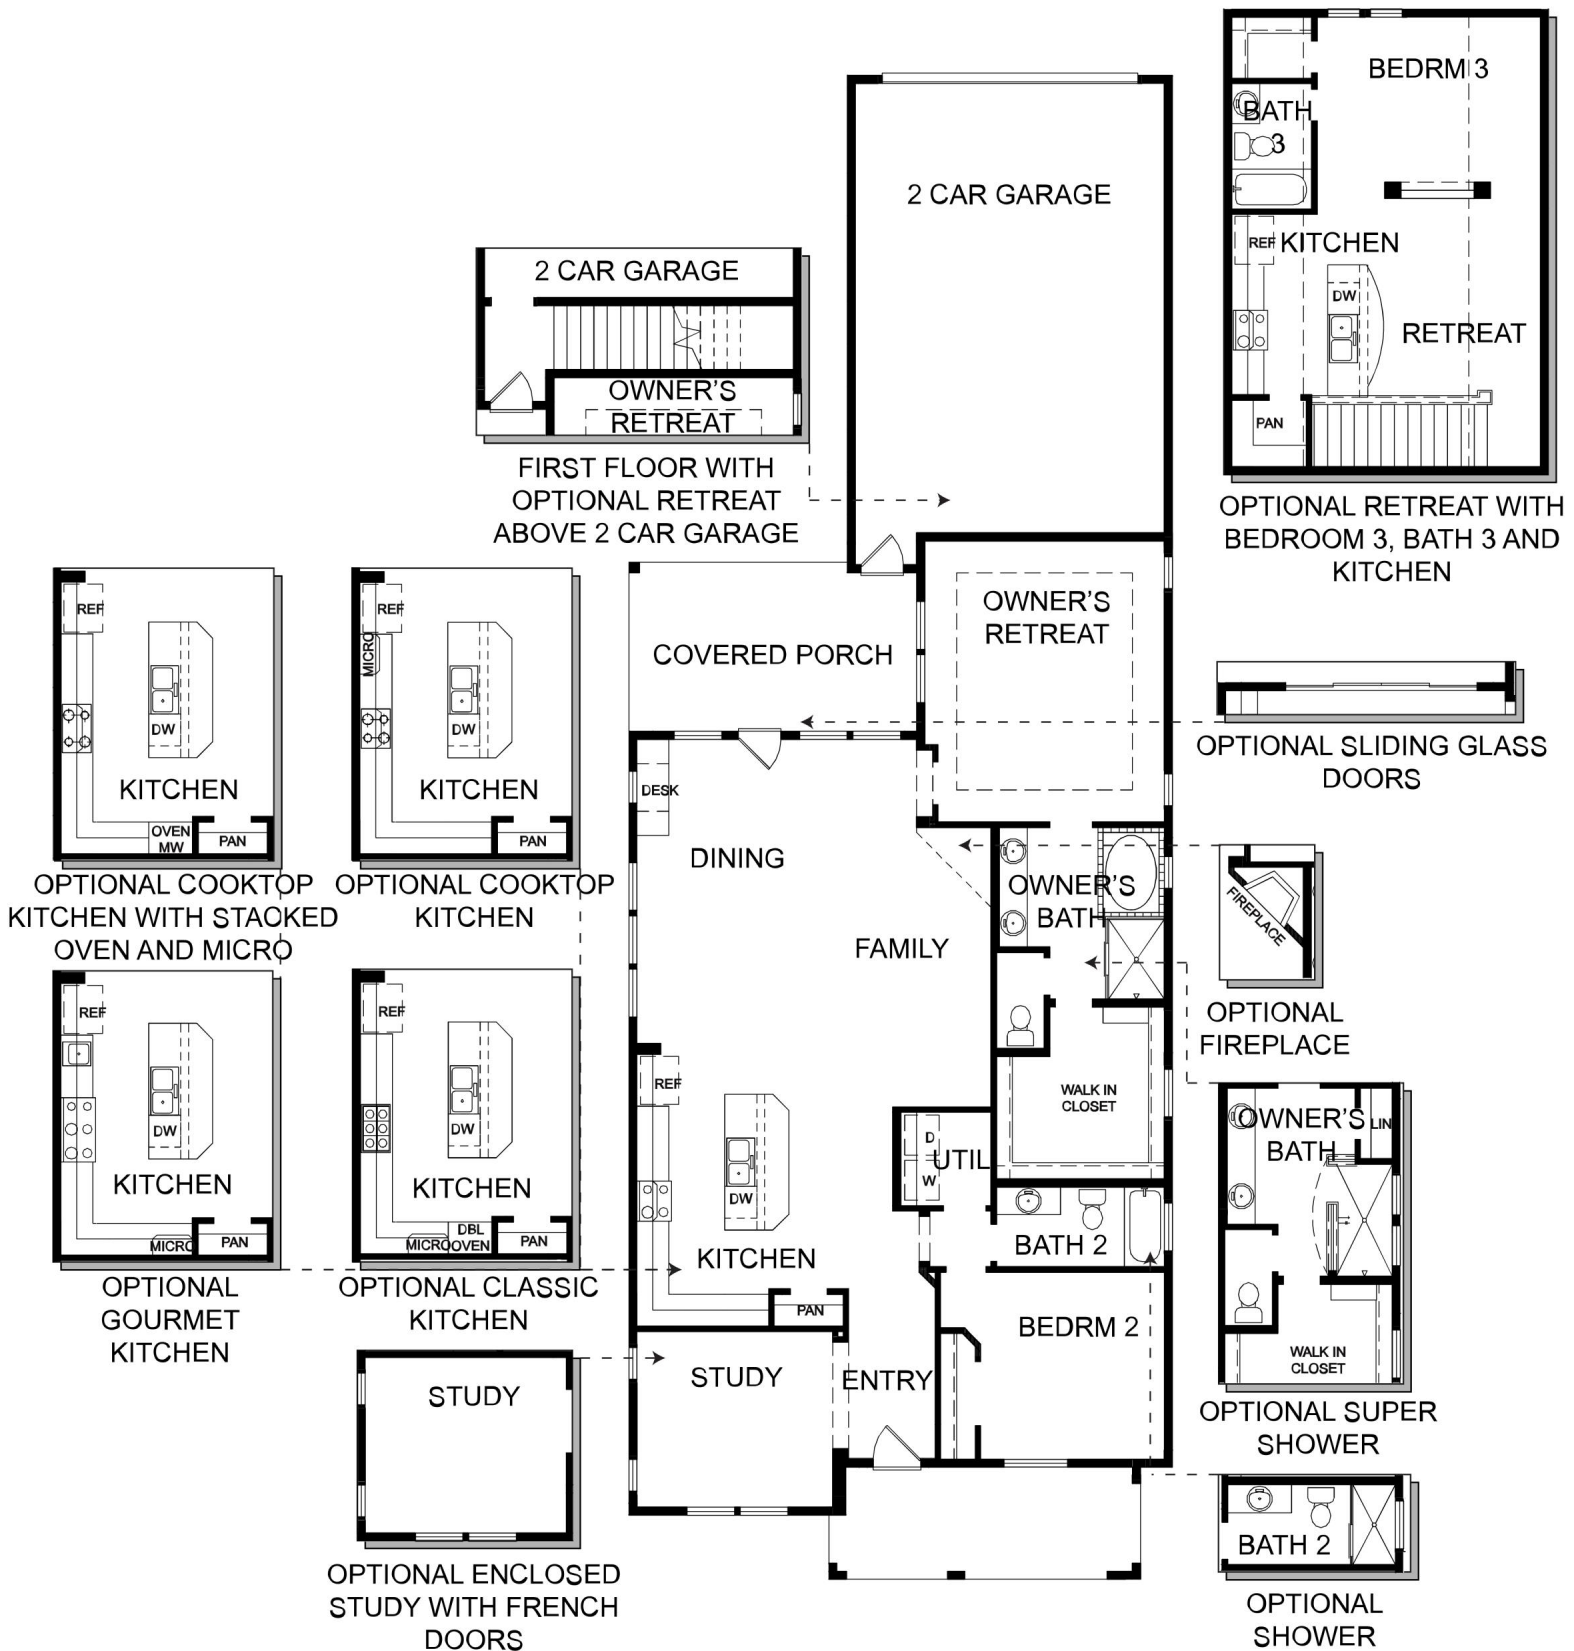 BEDRM 3
BATH
3
REF
KITCHEN
DW
RETREAT
PAN
OPTIONAL RETREAT WITH
BEDROOM 3, BATH 3 AND
KITCHEN
2 CAR GARAGE
2 CAR GARAGE
OWNER'S
RETREAT
FIRST FLOOR WITH
OPTIONAL RETREAT
ABOVE 2 CAR GARAGE
REF
DW
KITCHEN
OVEN
MW
PAN
OPTIONAL COOKTOP
KITCHEN WITH STACKED
OVEN AND MICRO
REF
MICRO
DW
KITCHEN
PAN
OPTIONAL COOKTOP
KITCHEN
OWNER'S
RETREAT
COVERED PORCH
OPTIONAL SLIDING GLASS
DOORS
DESK
DINING
OWNER'S
BATH
FAMILY
FIREPLACE
OPTIONAL
FIREPLACE
REF
DW
KITCHEN
MICRO
PAN
OPTIONAL
GOURMET
KITCHEN
REF
DW
KITCHEN
DBL
OVEN
MICRO
PAN
OPTIONAL CLASSIC
KITCHEN
REF
DW
KITCHEN
PAN
WALK IN
CLOSET
D
UTIL
W
BATH 2
BEDRM 2
STUDY
ENTRY
OWNER'S
BATH
LIN
WALK IN
CLOSET
OPTIONAL SUPER
SHOWER
STUDY
OPTIONAL ENCLOSED
STUDY WITH FRENCH
DOORS
BATH 2
OPTIONAL
SHOWER